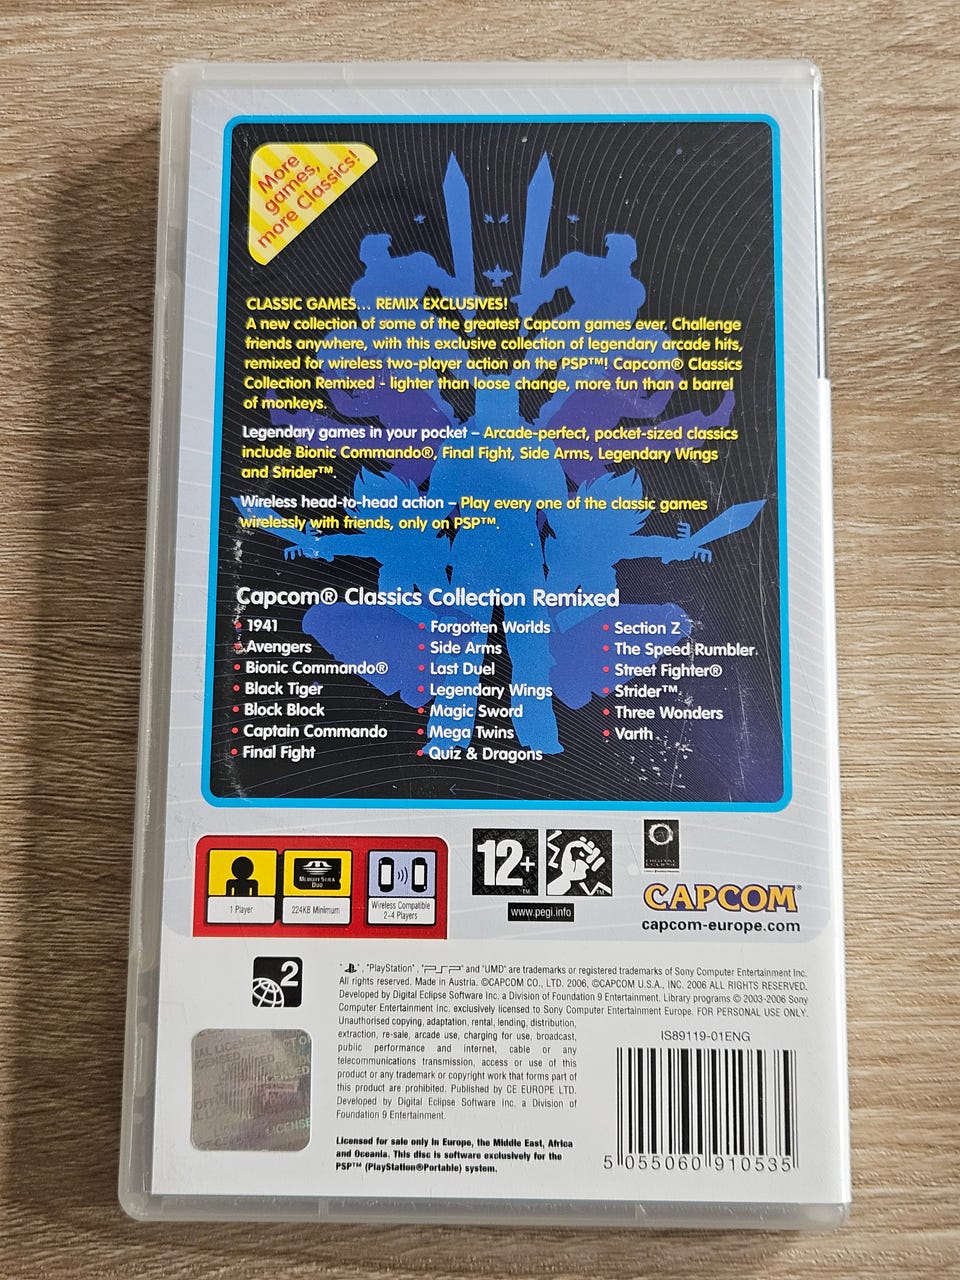 More
games,
more Classics!
CLASSIC GAMES... REMIX EXCLUSIVES!
A new collection of some of the greatest Capcom games ever. Challenge
friends anywhere, with this exclusive collection of legendary arcade hits,
remixed for wireless two-player action on the PSP™! Capcom® Classics
Collection Remixed - lighter than loose change, more fun than a barrel
of monkeys.
Legendary games in your pocket – Arcade-perfect, pocket-sized classics
include Bionic Commando®, Final Fight, Side Arms, Legendary Wings
and Strider™.
Wireless head-to-head action – Play every one of the classic games
wirelessly with friends, only on PSP™.
Capcom® Classics Collection Remixed
• 1941
• Avengers
• Bionic Commando®
• Black Tiger
• Block Block
• Captain Commando
• Final Fight
• Forgotten Worlds
• Side Arms
• Last Duel
• Legendary Wings
• Magic Sword
• Mega Twins
• Quiz & Dragons
• Section Z
• The Speed Rumbler
• Street Fighter®
• Strider™
• Three Wonders
• Varth
1 Player
MEMORY STICK
DUO
224KB Minimum
Wireless Compatible
2-4 Players
12+
www.pegi.info
DIGITAL
ECLIPSE
CAPCOM®
capcom-europe.com
2
"PlayStation", "PSP" and "UMD" are trademarks or registered trademarks of Sony Computer Entertainment Inc.
All rights reserved. Made in Austria. ©CAPCOM CO., LTD. 2006, ©CAPCOM U.S.A., INC. 2006 ALL RIGHTS RESERVED.
Developed by Digital Eclipse Software Inc. a Division of Foundation 9 Entertainment. Library programs © 2003-2006 Sony
Computer Entertainment Inc. exclusively licensed to Sony Computer Entertainment Europe. FOR PERSONAL USE ONLY.
Unauthorised copying, adaptation, rental, lending, distribution,
extraction, re-sale, arcade use, charging for use, broadcast,
public performance and internet, cable or any
telecommunications transmission, access or use of this
product or any trademark or copyright work that forms part of
this product are prohibited. Published by CE EUROPE LTD.
Developed by Digital Eclipse Software Inc. a Division of
Foundation 9 Entertainment.
Licensed for sale only in Europe, the Middle East, Africa
and Oceania. This disc is software exclusively for the
PSP™ (PlayStation®Portable) system.
IS89119-01ENG
5 055060 910535